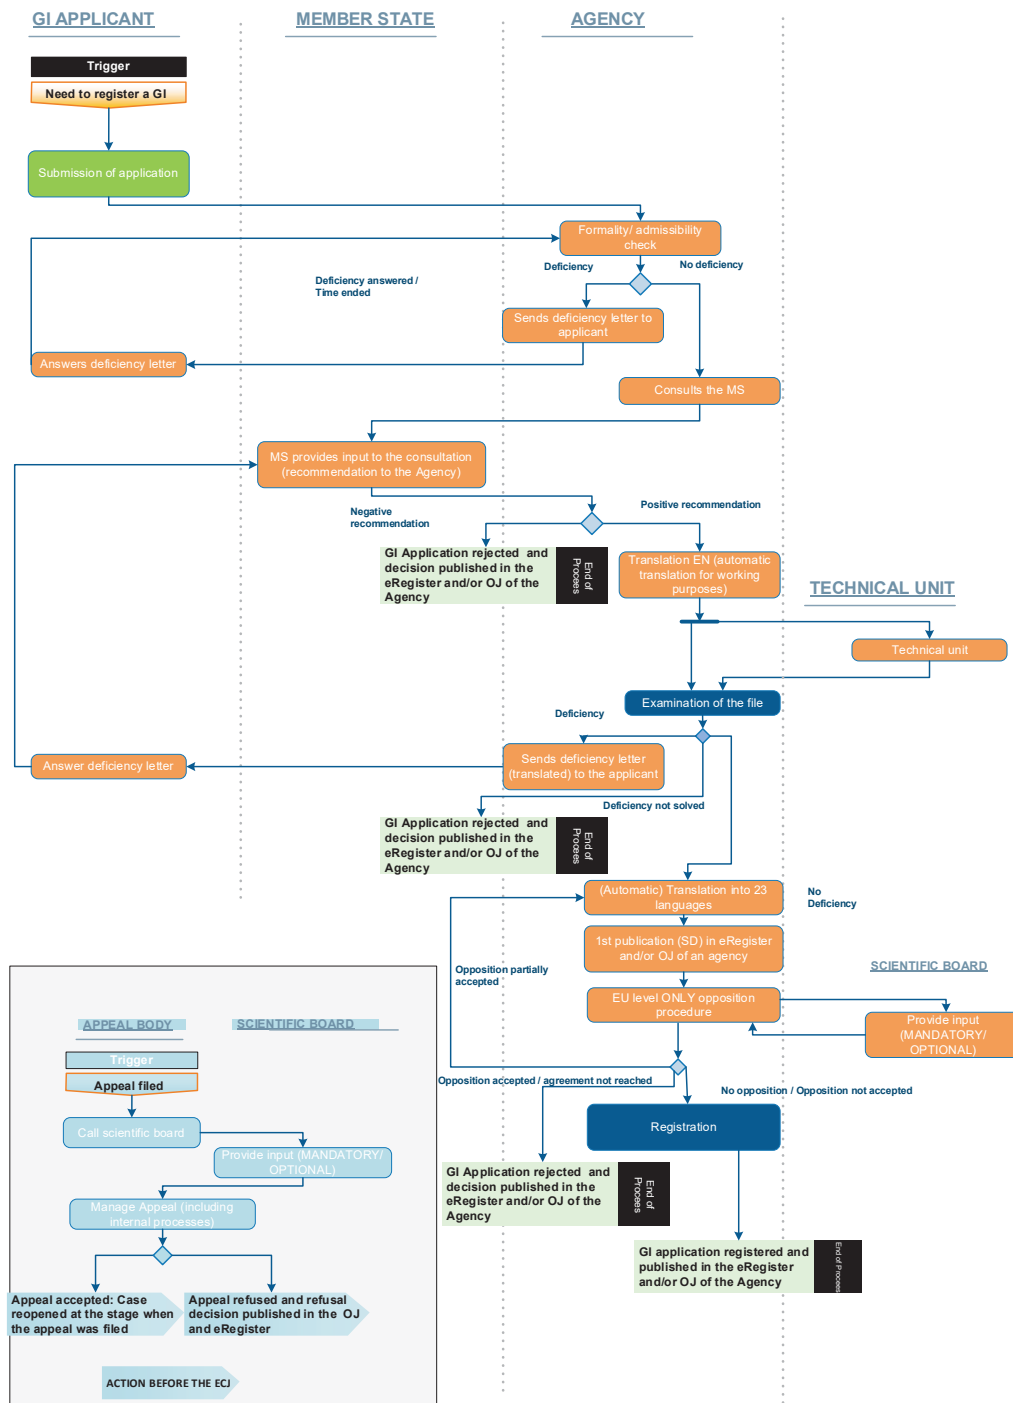 GI APPLICANT
MEMBER STATE
AGENCY
Trigger
Need to register a GI
Submission of application
Formality/ admissibility
check
Deficiency
No deficiency
Deficiency answered /
Time ended
Sends deficiency letter to
applicant
Answers deficiency letter
Consults the MS
MS provides input to the consultation
(recommendation to the Agency)
Negative
recommendation
Positive recommendation
GI Application rejected and
decision published in the
eRegister and/or OJ of the
Agency
End of
Procees
Translation EN (automatic
translation for working
purposes)
TECHNICAL UNIT
Technical unit
Examination of the file
Deficiency
Answer deficiency letter
Sends deficiency letter
(translated) to the applicant
Deficiency not solved
GI Application rejected and
decision published in the
eRegister and/or OJ of the
Agency
End of
Procees
(Automatic) Translation into 23
languages
No
Deficiency
1st publication (SD) in eRegister
and/or OJ of an agency
Opposition partially
accepted
SCIENTIFIC BOARD
EU level ONLY opposition
procedure
Provide input
(MANDATORY/
OPTIONAL)
Opposition accepted / agreement not reached
No opposition / Opposition not accepted
Registration
GI Application rejected and
decision published in the
eRegister and/or OJ of the
Agency
End of
Procees
GI application registered and
published in the eRegister
and/or OJ of the Agency
End of Procees
APPEAL BODY
SCIENTIFIC BOARD
Trigger
Appeal filed
Call scientific board
Provide input (MANDATORY/
OPTIONAL)
Manage Appeal (including
internal processes)
Appeal accepted: Case
reopened at the stage when
the appeal was filed
Appeal refused and refusal
decision published in the OJ
and eRegister
ACTION BEFORE THE ECJ